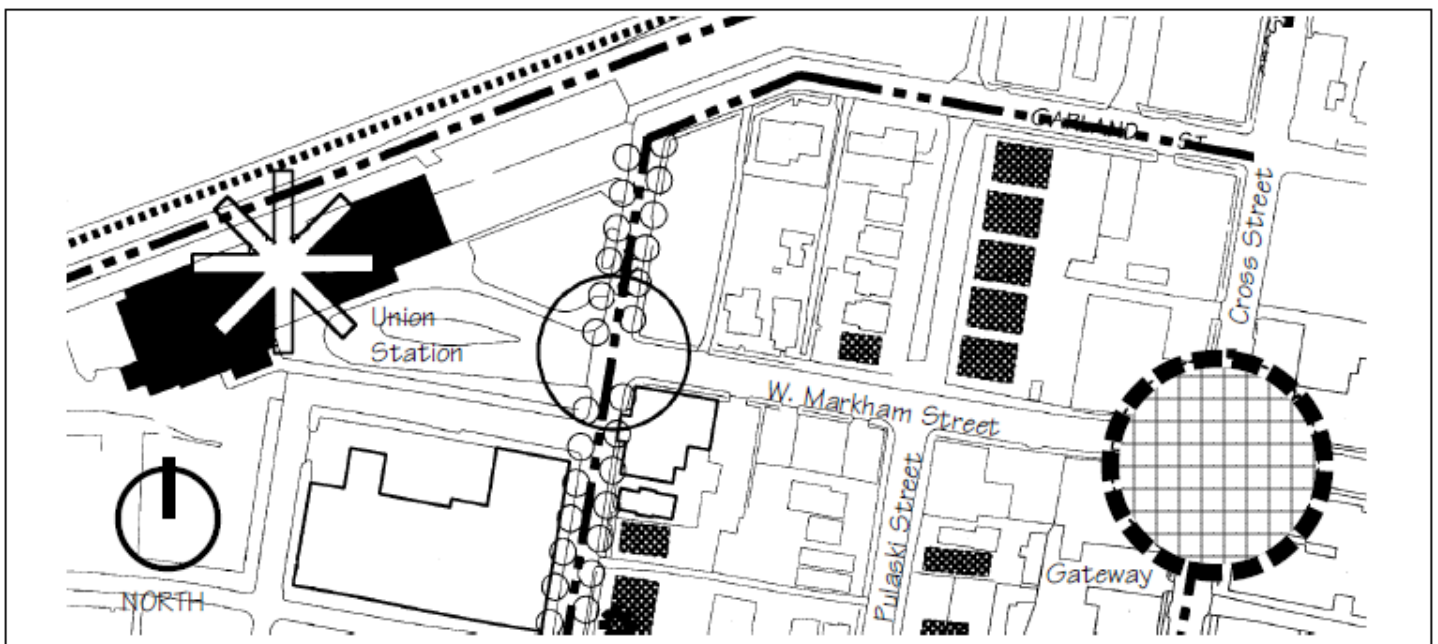 GARLAND ST
Cross Street
Union
Station
W. Markham Street
Pulaski Street
Gateway
NORTH